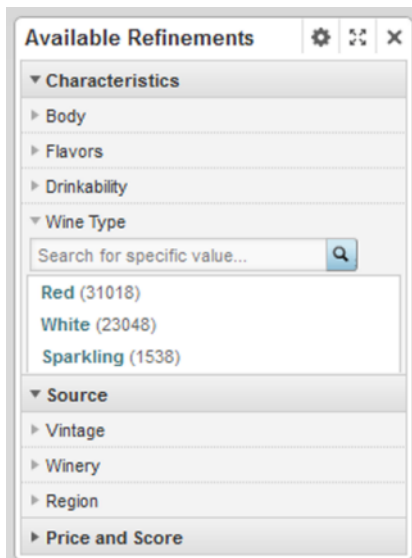 Available Refinements
Characteristics
Body
Flavors
Drinkability
Wine Type
Search for specific value...
Red (31018)
White (23048)
Sparkling (1538)
Source
Vintage
Winery
Region
Price and Score